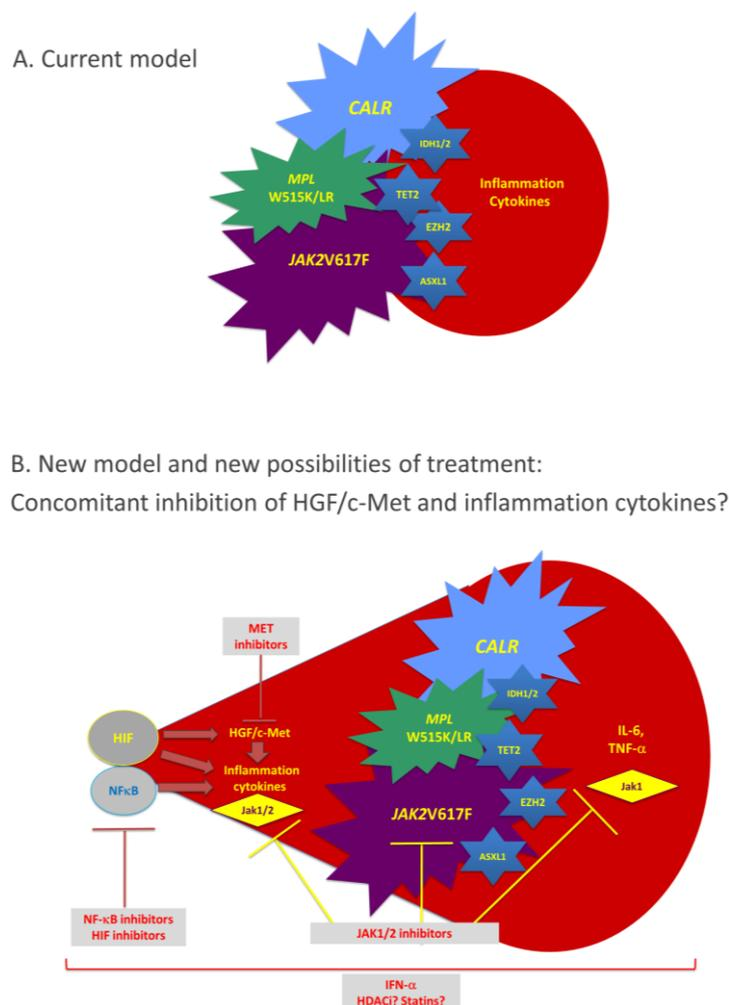 A. Current model
CALR
IDH1/2
MPL
W515K/LR
TET2
Inflammation
Cytokines
EZH2
JAK2V617F
ASXL1
B. New model and new possibilities of treatment:
Concomitant inhibition of HGF/c-Met and inflammation cytokines?
MET
inhibitors
CALR
IDH1/2
HIF
HGF/c-Met
MPL
W515K/LR
TET2
IL-6,
TNF-α
NFκB
Inflammation
cytokines
Jak1/2
Jak1
JAK2V617F
EZH2
ASXL1
NF-κB inhibitors
HIF inhibitors
JAK1/2 inhibitors
IFN-α
HDACi? Statins?